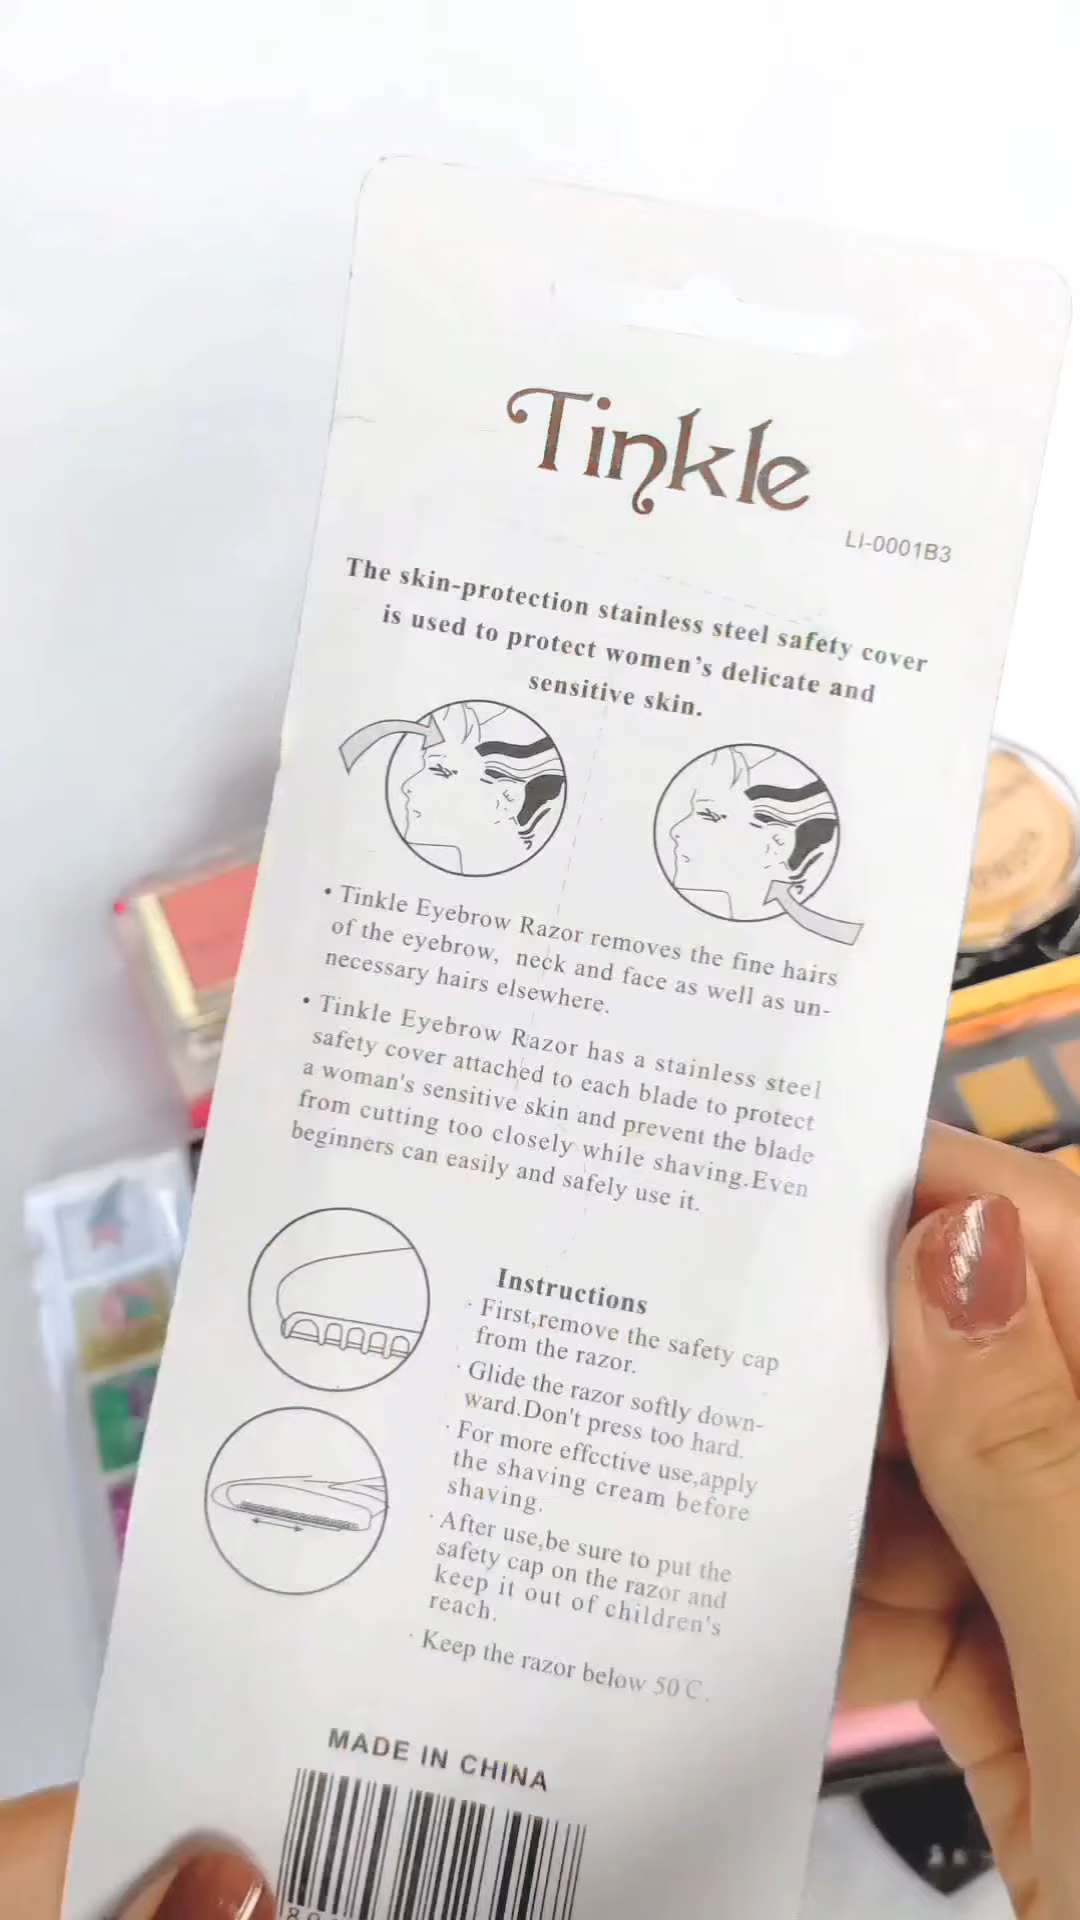 Tinkle
LI-0001B3
The skin-protection stainless steel safety cover
is used to protect women's delicate and
sensitive skin.
• Tinkle Eyebrow Razor removes the fine hairs
of the eyebrow, neck and face as well as un-
necessary hairs elsewhere.
• Tinkle Eyebrow Razor has a stainless steel
safety cover attached to each blade to protect
a woman's sensitive skin and prevent the blade
from cutting too closely while shaving.Even
beginners can easily and safely use it.
Instructions
· First,remove the safety cap
from the razor.
· Glide the razor softly down-
ward.Don't press too hard.
· For more effcctive use,apply
the shaving cream before
shaving.
· After use,be sure to put the
safety cap on the razor and
keep it out of children's
reach.
· Keep the razor below 50℃.
MADE IN CHINA